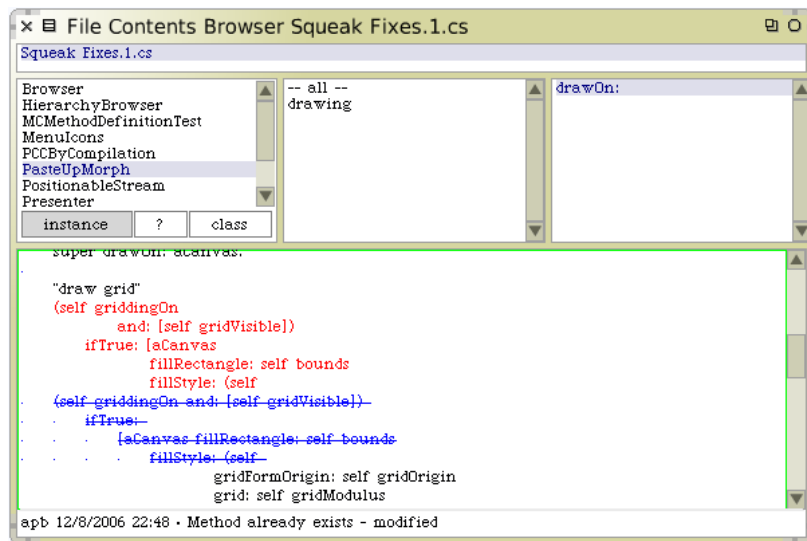 File Contents Browser Squeak Fixes.1.cs
Squeak Fixes.1.cs
Browser
HierarchyBrowser
MCMethodDefinitionTest
MenuIcons
PCCByCompilation
PasteUpMorph
PositionableStream
Presenter
instance ? class
-- all --
drawing
drawOn:
super drawOn: aCanvas.
"draw grid"
(self griddingOn
and: [self gridVisible])
ifTrue: [aCanvas
fillRectangle: self bounds
fillStyle: (self
(self griddingOn and: [self gridVisible])
ifTrue:
[aCanvas fillRectangle: self bounds
fillStyle: (self
gridFormOrigin: self gridOrigin
grid: self gridModulus
apb 12/8/2006 22:48 · Method already exists - modified